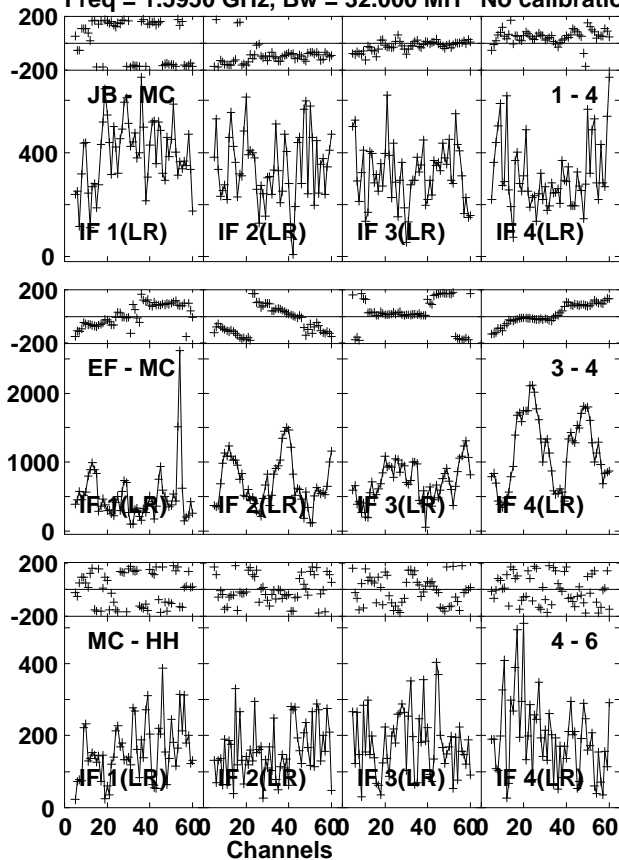 Freq = 1.5950 GHz, Bw = 32.000 MH No calibratio
200
-200
JB - MC 1 - 4
400
0
IF 1(LR) IF 2(LR) IF 3(LR) IF 4(LR)
200
-200
EF - MC 3 - 4
2000
1000
0
IF 1(LR) IF 2(LR) IF 3(LR) IF 4(LR)
200
-200
MC - HH 4 - 6
400
200
0
IF 1(LR) IF 2(LR) IF 3(LR) IF 4(LR)
0 20 40 60 0 20 40 60 0 20 40 60 0 20 40 60
Channels